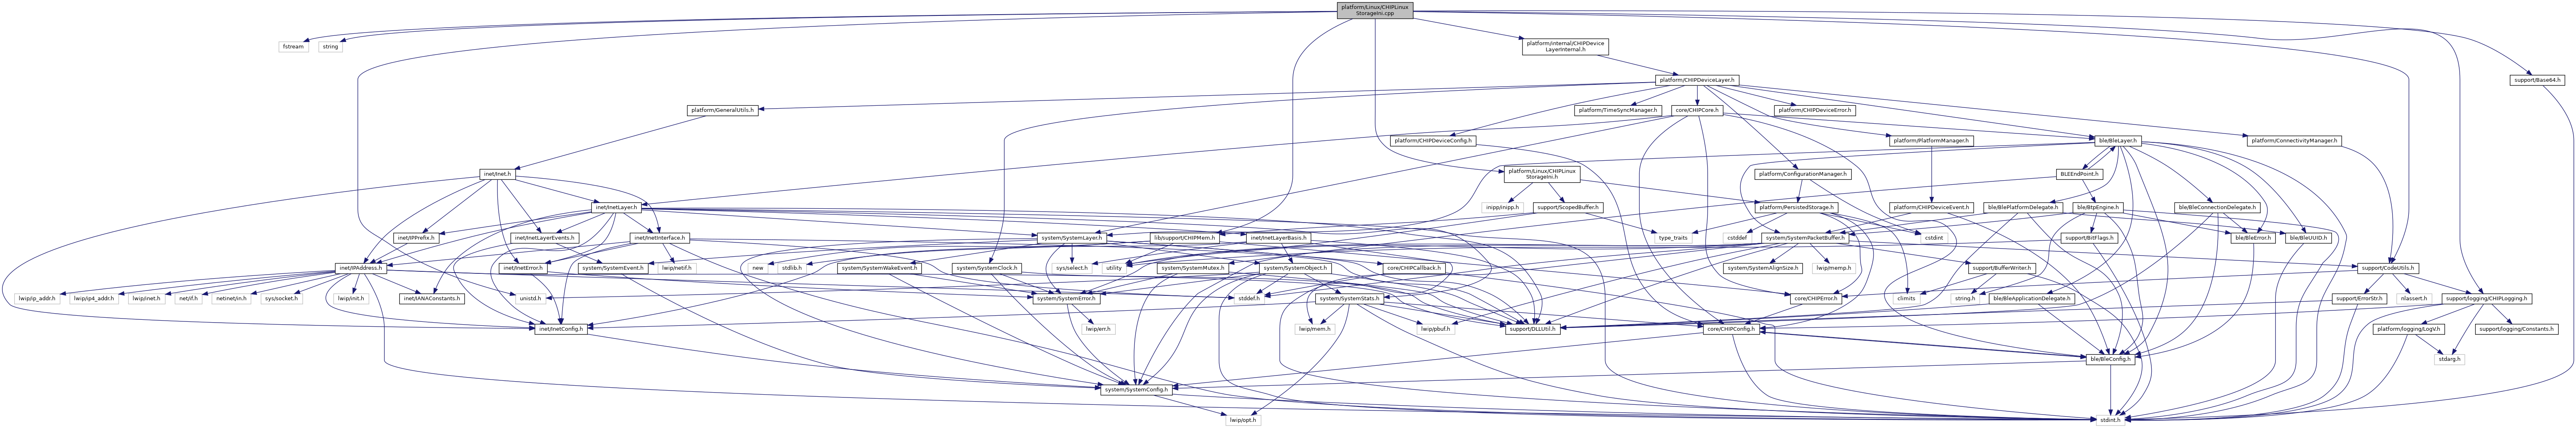 platform/Linux/CHIPLinux
StorageIni.cpp
fstream
string
platform/internal/CHIPDevice
LayerInternal.h
support/Base64.h
platform/CHIPDeviceLayer.h
platform/GeneralUtils.h
platform/TimeSyncManager.h
core/CHIPCore.h
platform/CHIPDeviceError.h
platform/CHIPDeviceConfig.h
platform/PlatformManager.h
ble/BleLayer.h
platform/ConnectivityManager.h
inet/Inet.h
platform/Linux/CHIPLinux
StorageIni.h
platform/ConfigurationManager.h
BLEEndPoint.h
inet/InetLayer.h
inipp/inipp.h
support/ScopedBuffer.h
platform/PersistedStorage.h
platform/CHIPDeviceEvent.h
ble/BlePlatformDelegate.h
ble/BtpEngine.h
ble/BleConnectionDelegate.h
inet/IPPrefix.h
inet/InetLayerEvents.h
inet/InetInterface.h
system/SystemLayer.h
lib/support/CHIPMem.h
inet/InetLayerBasis.h
type_traits
cstddef
system/SystemPacketBuffer.h
cstdint
support/BitFlags.h
ble/BleError.h
ble/BleUUID.h
inet/IPAddress.h
inet/InetError.h
system/SystemEvent.h
lwip/netif.h
new
stdlib.h
system/SystemWakeEvent.h
system/SystemClock.h
sys/select.h
utility
system/SystemMutex.h
system/SystemObject.h
core/CHIPCallback.h
system/SystemAlignSize.h
lwip/memp.h
support/BufferWriter.h
support/CodeUtils.h
lwip/ip_addr.h
lwip/ip4_addr.h
lwip/inet.h
net/if.h
netinet/in.h
sys/socket.h
lwip/init.h
inet/IANAConstants.h
unistd.h
system/SystemError.h
stddef.h
system/SystemStats.h
core/CHIPError.h
climits
string.h
ble/BleApplicationDelegate.h
support/ErrorStr.h
nlassert.h
support/logging/CHIPLogging.h
inet/InetConfig.h
lwip/err.h
lwip/mem.h
lwip/pbuf.h
support/DLLUtil.h
core/CHIPConfig.h
platform/logging/LogV.h
support/logging/Constants.h
ble/BleConfig.h
stdarg.h
system/SystemConfig.h
lwip/opt.h
stdint.h